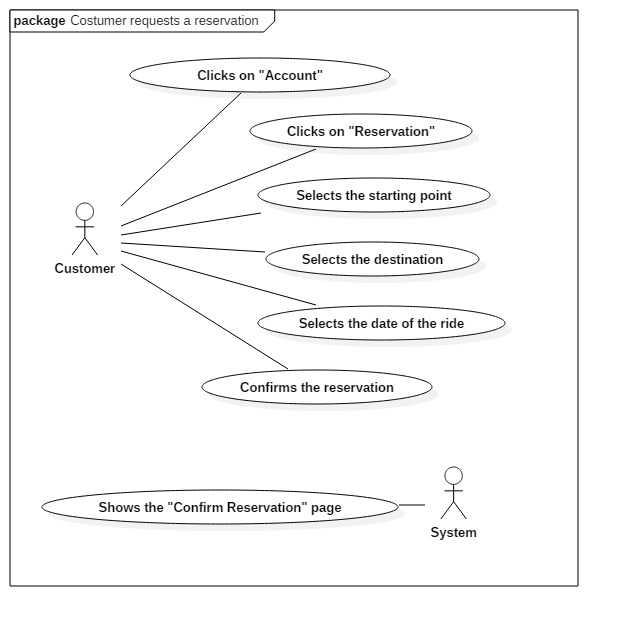 package Costumer requests a reservation
Clicks on "Account"
Clicks on "Reservation"
Selects the starting point
Customer
Selects the destination
Selects the date of the ride
Confirms the reservation
Shows the "Confirm Reservation" page
System